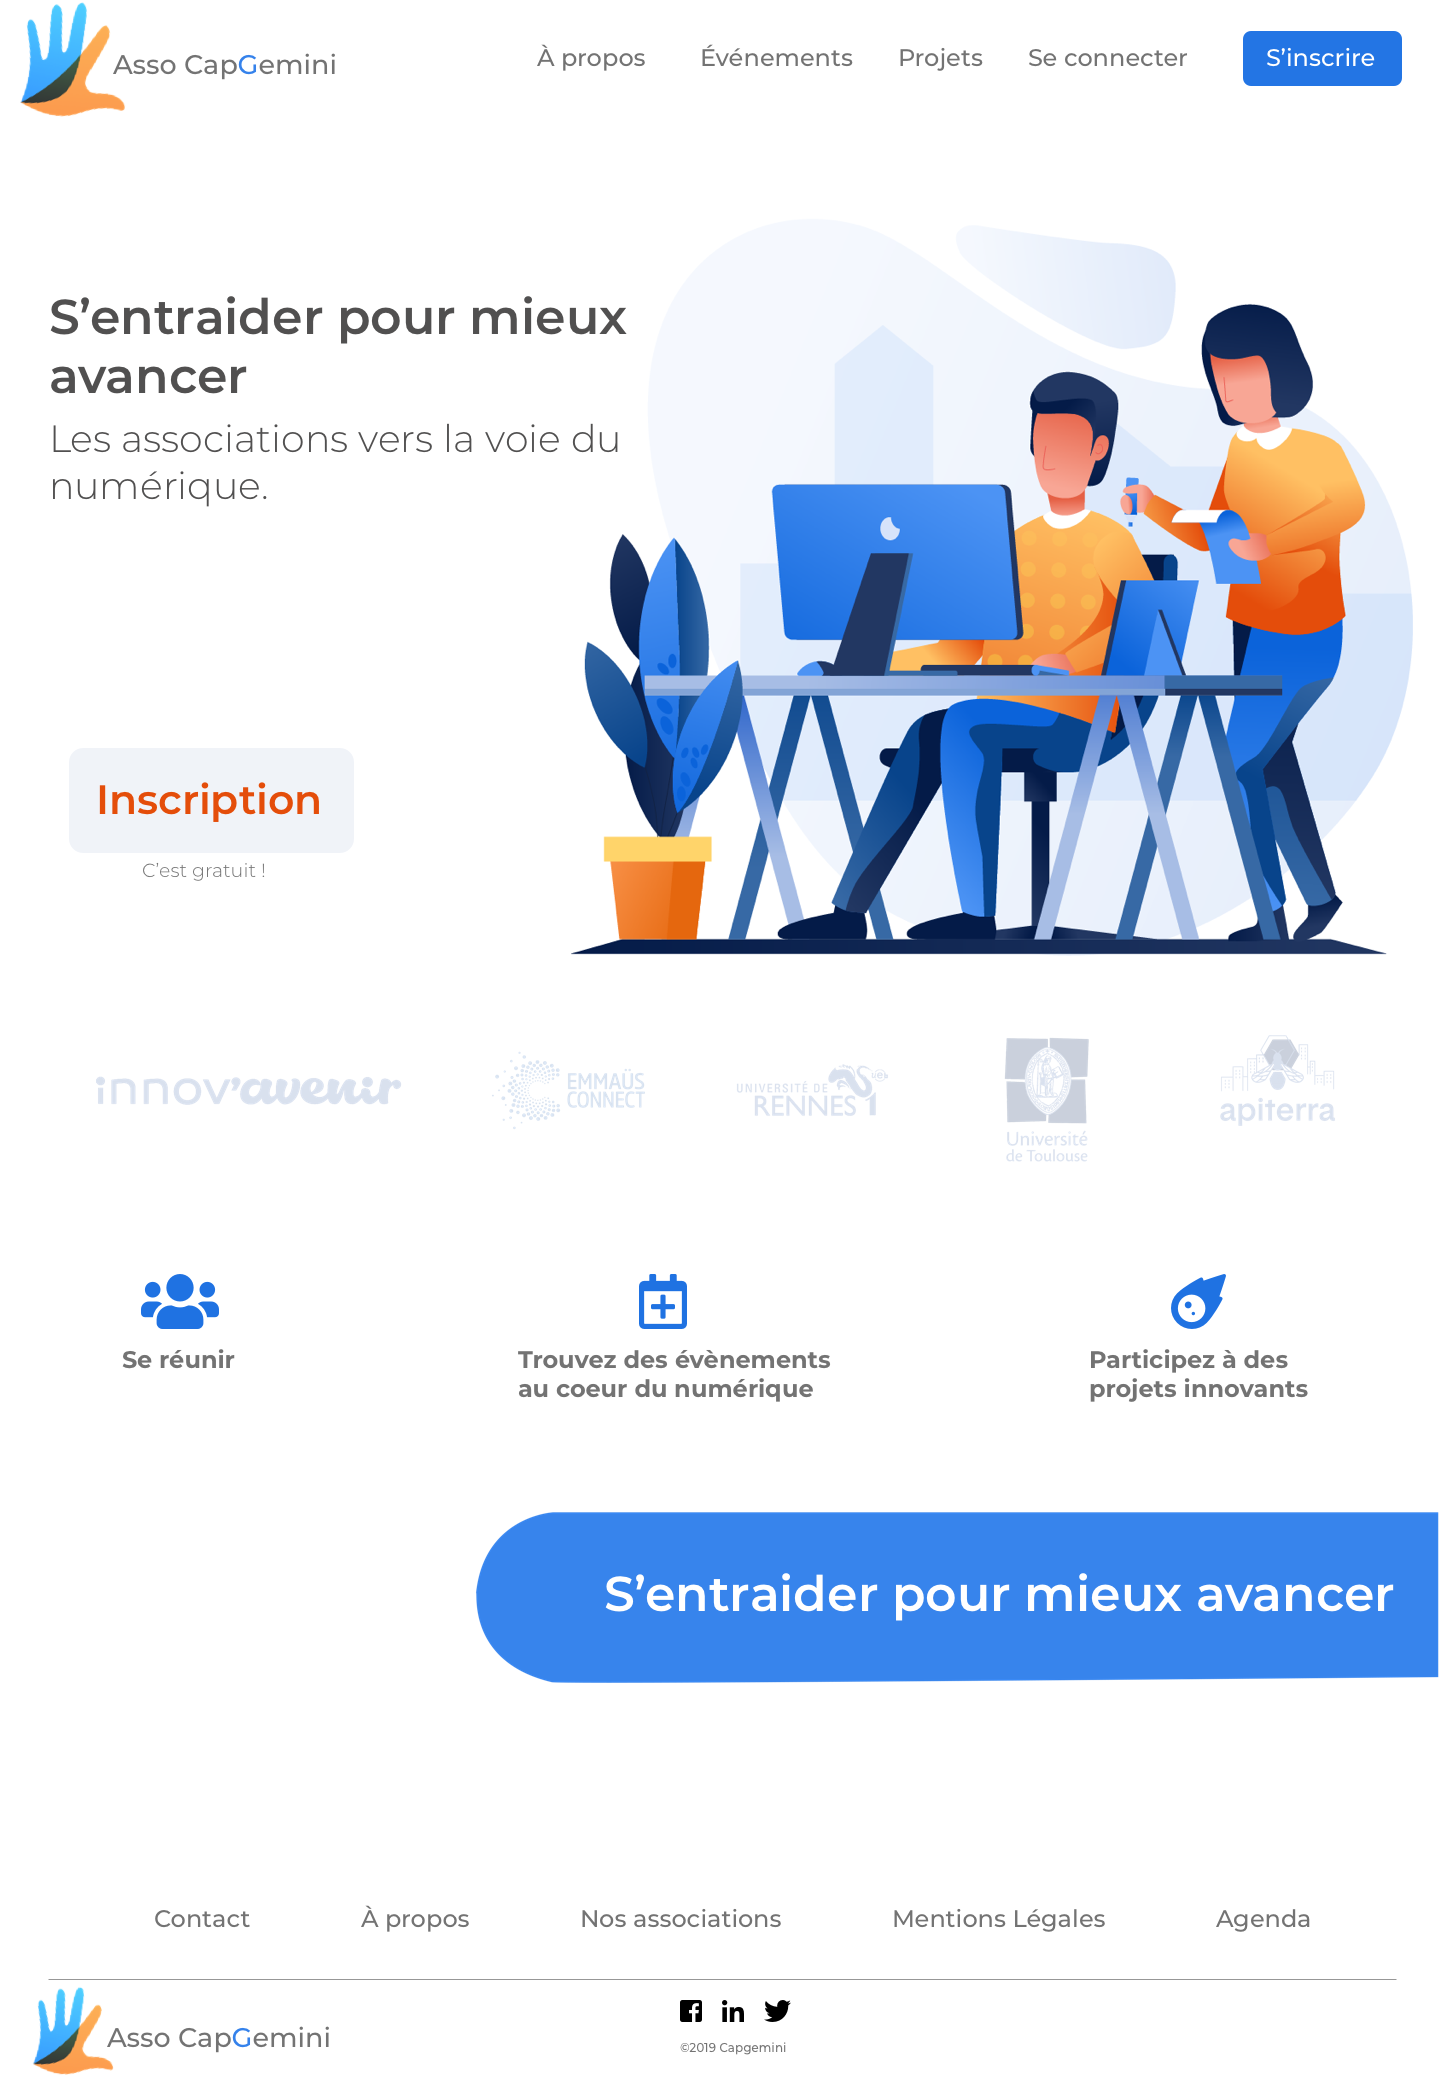 Asso CapGemini
À propos
Événements
Projets
Se connecter
S’inscrire
S’entraider pour mieux
avancer
Les associations vers la voie du
numérique.
Inscription
C’est gratuit !
innov’avenir
EMMAÜS
CONNECT
UNIVERSITÉ DE
RENNES 1
Université
de Toulouse
apiterra
Se réunir
Trouvez des évènements
au coeur du numérique
Participez à des
projets innovants
S’entraider pour mieux avancer
Contact
À propos
Nos associations
Mentions Légales
Agenda
Asso CapGemini
©2019 Capgemini